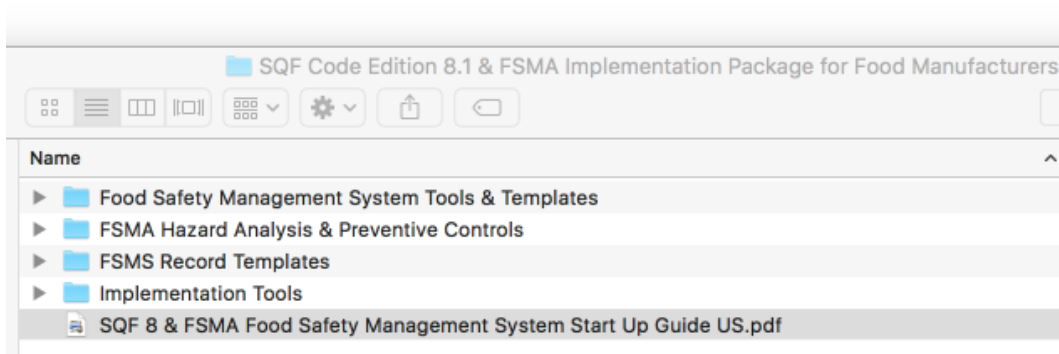 SQF Code Edition 8.1 & FSMA Implementation Package for Food Manufacturers
Name
Food Safety Management System Tools & Templates
FSMA Hazard Analysis & Preventive Controls
FSMS Record Templates
Implementation Tools
SQF 8 & FSMA Food Safety Management System Start Up Guide US.pdf